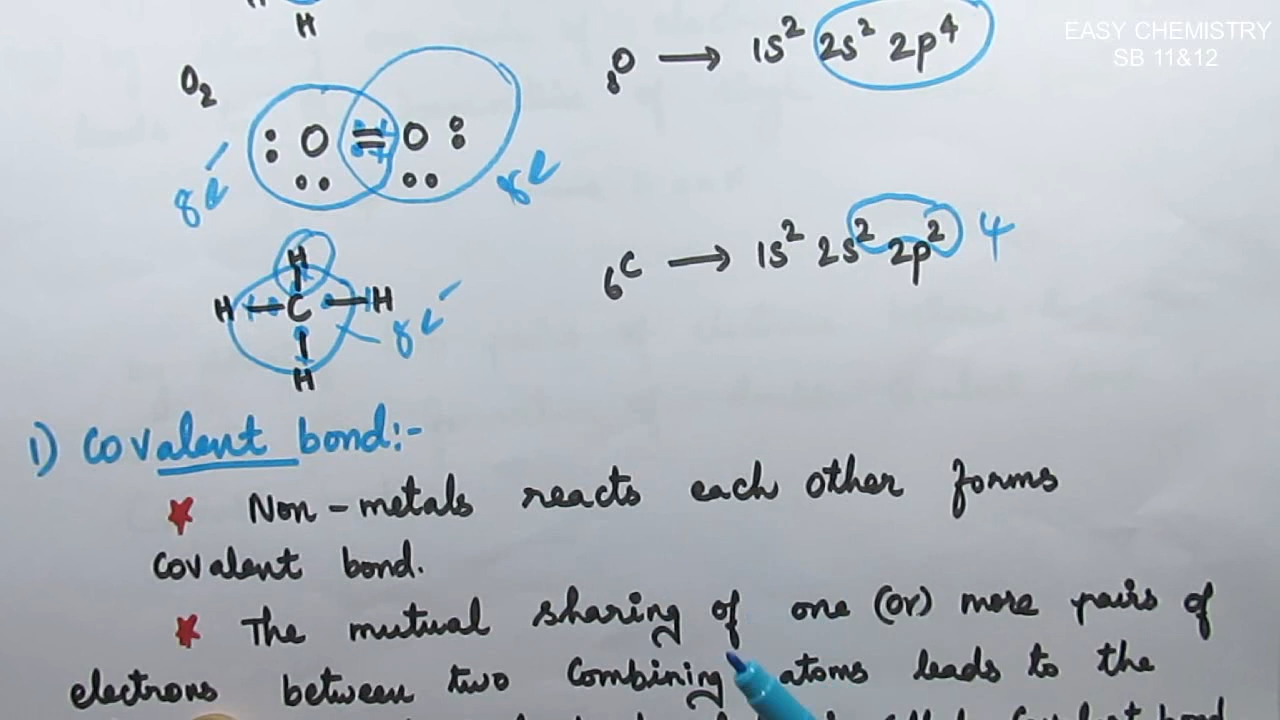 H
EASY CHEMISTRY
SB 11&12
O₂
₈O → 1s² 2s² 2p⁴
:O=O:
8e⁻
8e
₆C → 1s² 2s² 2p² 4
H
H—C—H
8e⁻
H
1) Covalent bond:-
★ Non-metals reacts each other forms
covalent bond.
★ The mutual sharing of one (or) more pairs of
electrons between two Combining atoms leads to the